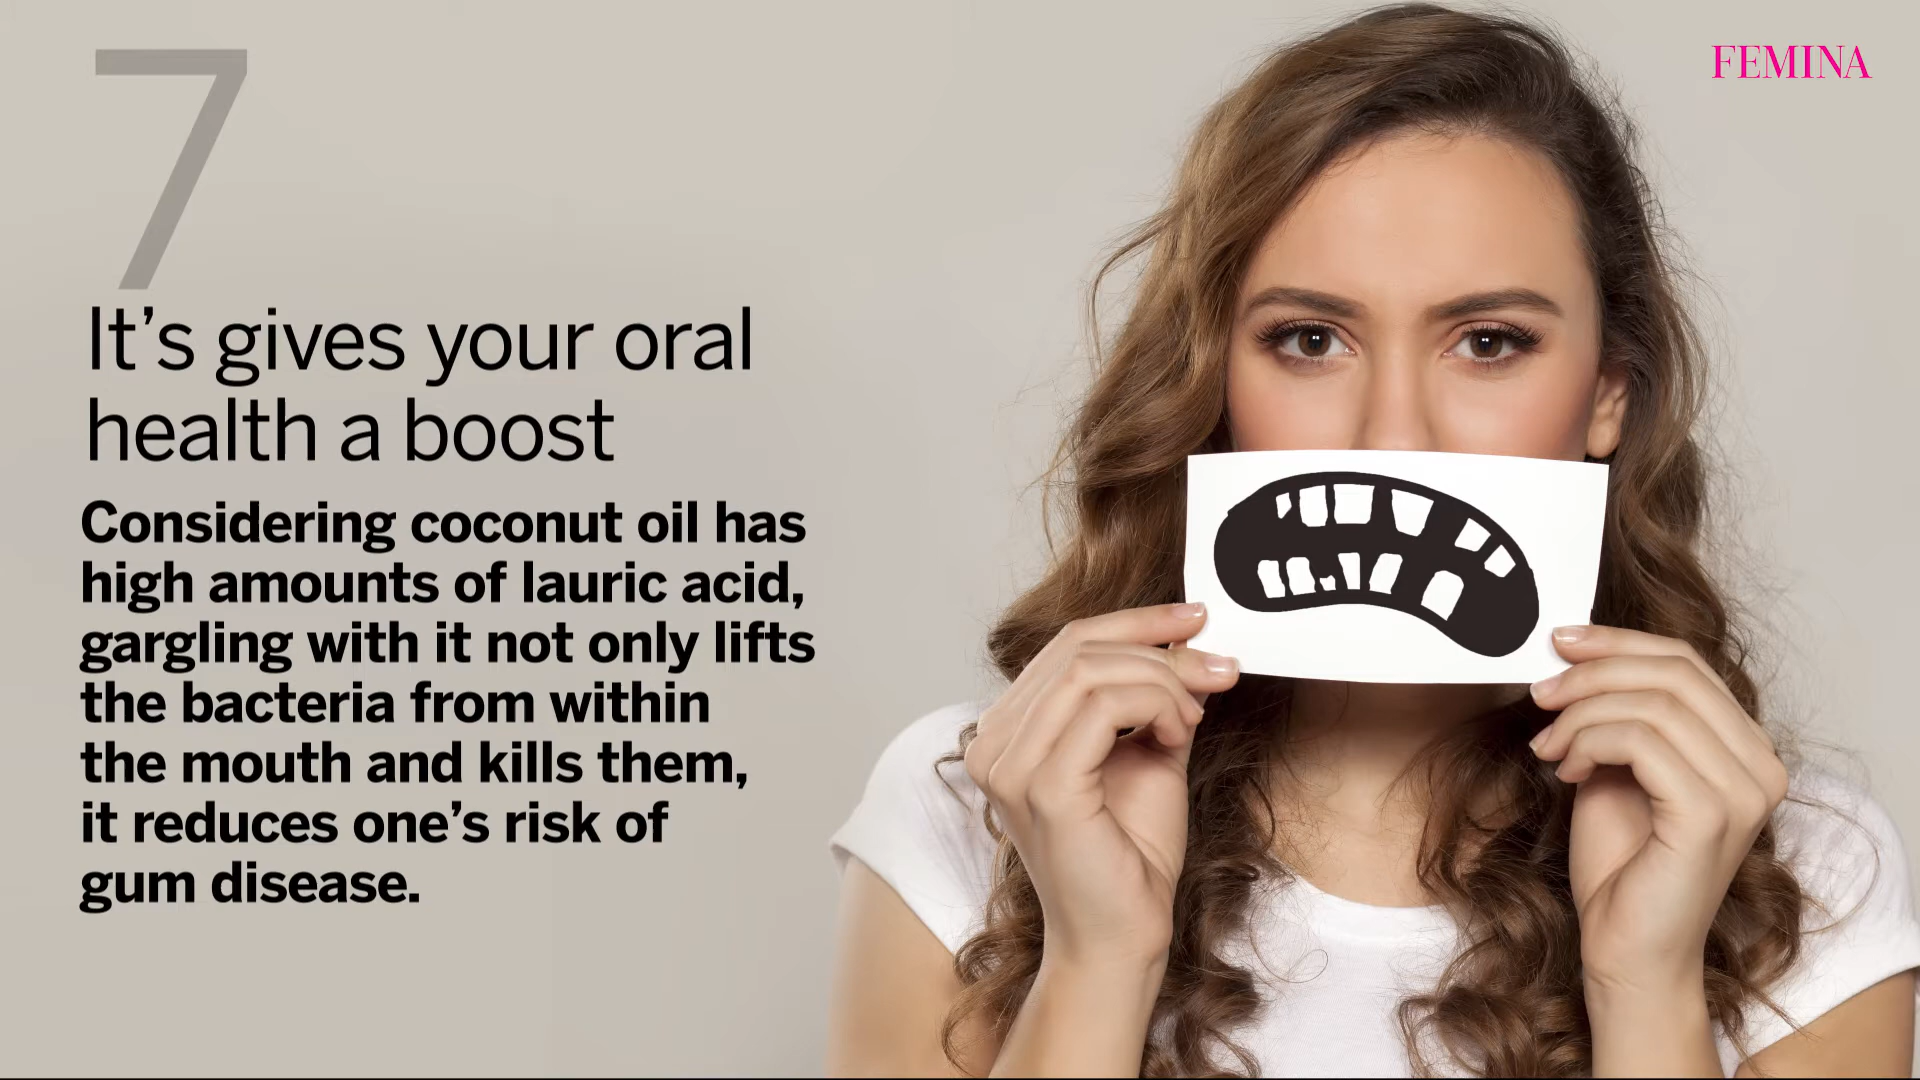 7
FEMINA
It’s gives your oral
health a boost
Considering coconut oil has
high amounts of lauric acid,
gargling with it not only lifts
the bacteria from within
the mouth and kills them,
it reduces one’s risk of
gum disease.